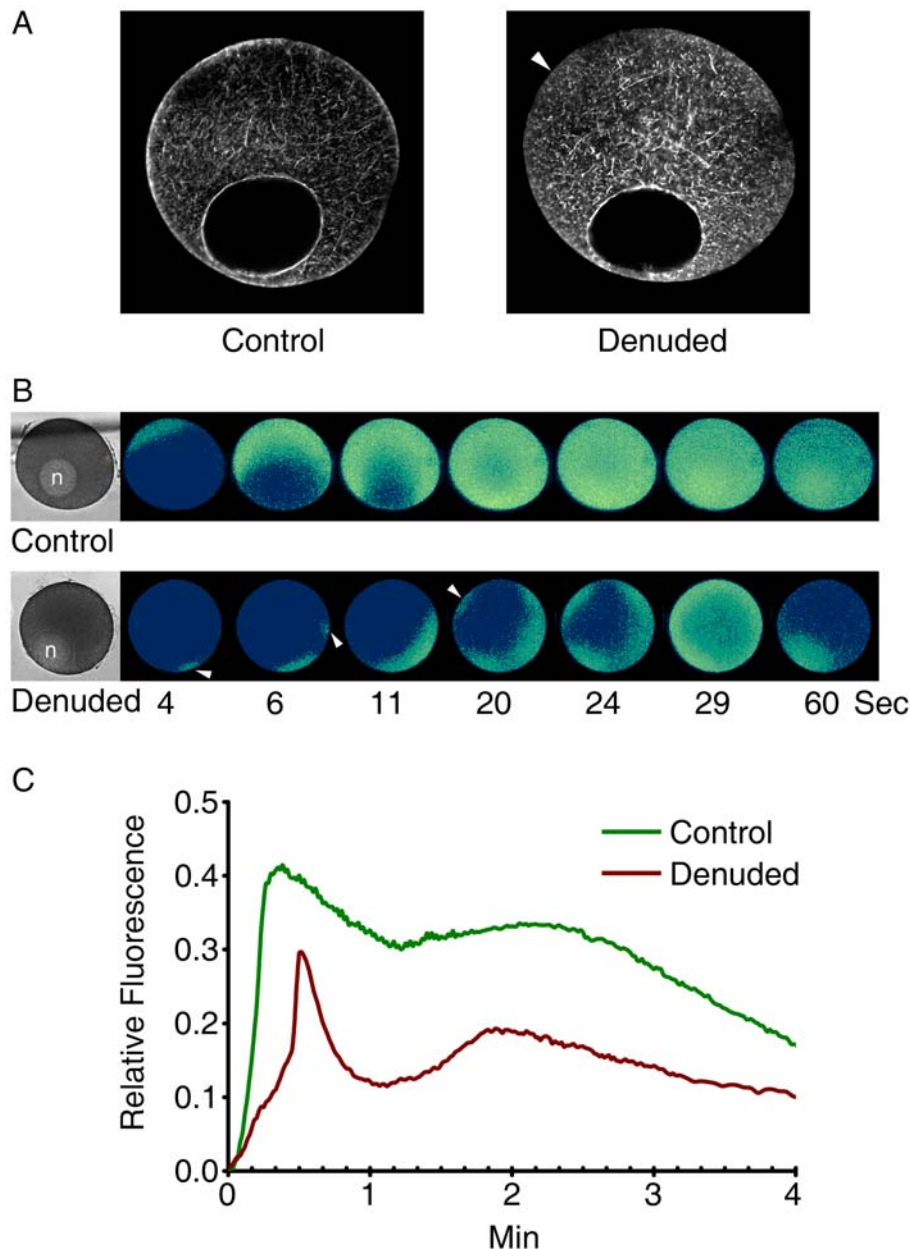 A
Control Denuded
B
n
Control
n
Denuded 4 6 11 20 24 29 60 Sec
C
Relative Fluorescence
0.5
0.4
0.3
0.2
0.1
0.0
Control
Denuded
0 1 2 3 4
Min